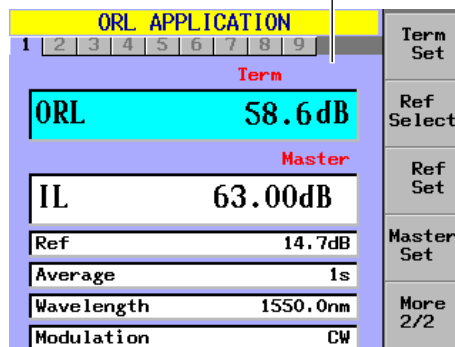 ORL APPLICATION
1 2 3 4 5 6 7 8 9
Term
ORL 58.6dB
Master
IL 63.00dB
Ref 14.7dB
Average 1s
Wavelength 1550.0nm
Modulation CW
Term
Set
Ref
Select
Ref
Set
Master
Set
More
2/2